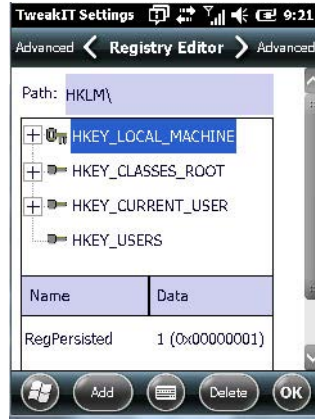 TweakIT Settings 9:21
Advanced Registry Editor Advanced
Path: HKLM\
HKEY_LOCAL_MACHINE
HKEY_CLASSES_ROOT
HKEY_CURRENT_USER
HKEY_USERS
Name Data
RegPersisted 1 (0x00000001)
Add Delete OK